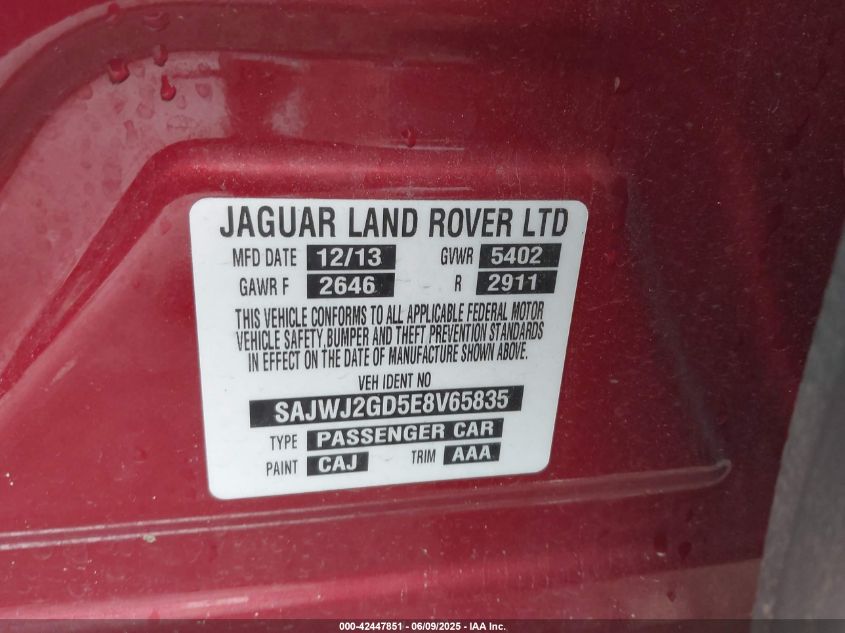 JAGUAR LAND ROVER LTD
MFD DATE 12/13 GVWR 5402
GAWR F 2646 R 2911
THIS VEHICLE CONFORMS TO ALL APPLICABLE FEDERAL MOTOR
VEHICLE SAFETY, BUMPER AND THEFT PREVENTION STANDARDS
IN EFFECT ON THE DATE OF MANUFACTURE SHOWN ABOVE.
VEH IDENT NO
SAJWJ2GD5E8V65835
TYPE PASSENGER CAR
PAINT CAJ TRIM AAA
000-42447851 - 06/09/2025 - IAA Inc.